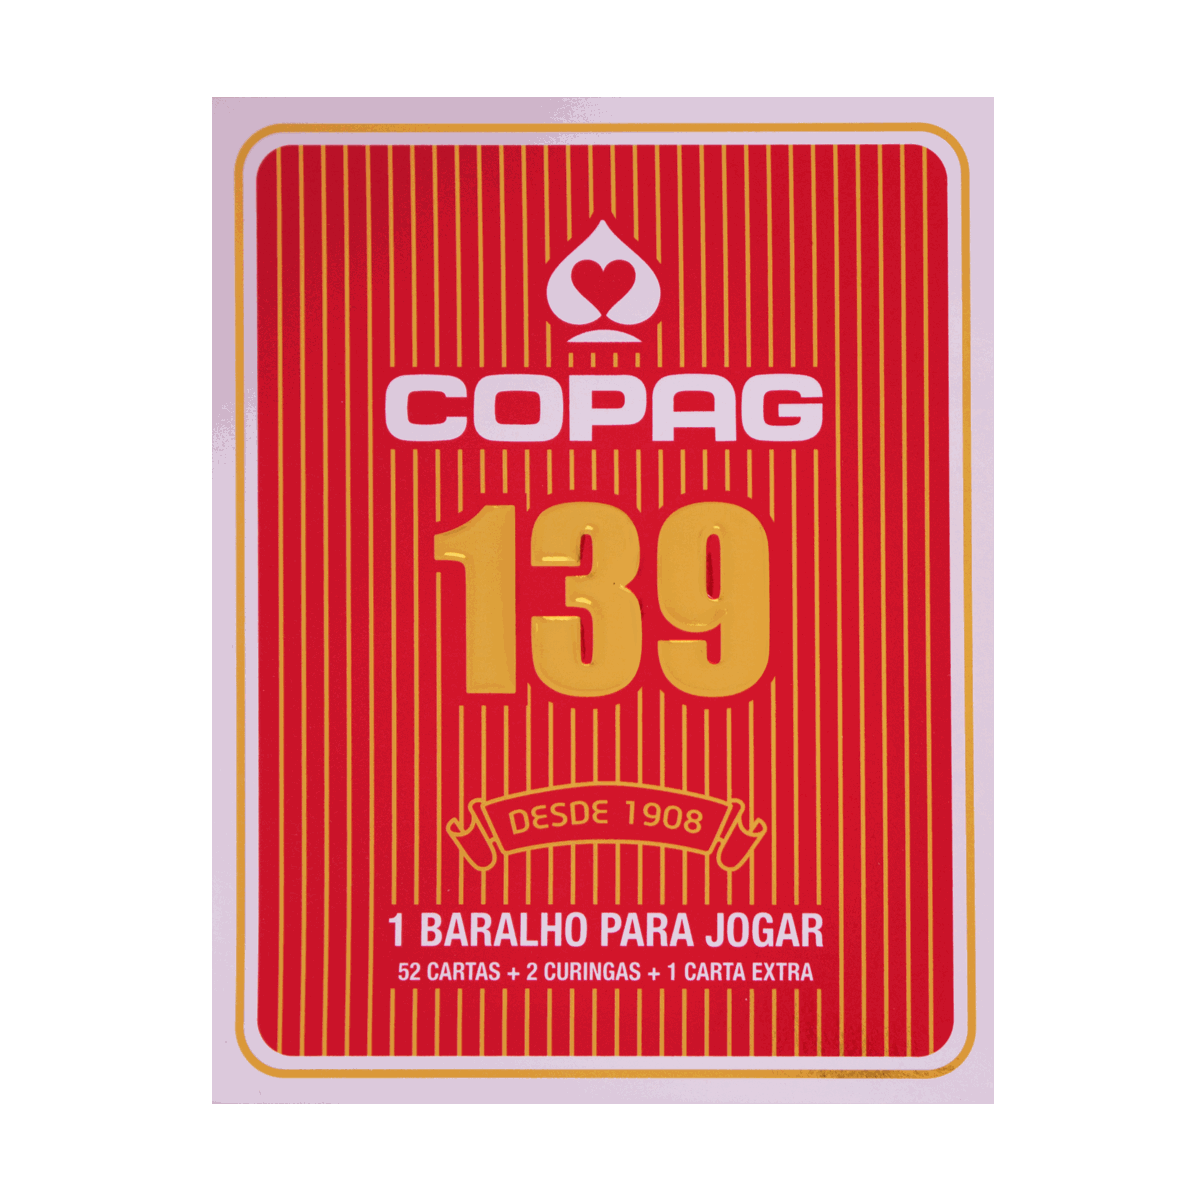 COPAG
139
DESDE 1908
1 BARALHO PARA JOGAR
52 CARTAS + 2 CURINGAS + 1 CARTA EXTRA